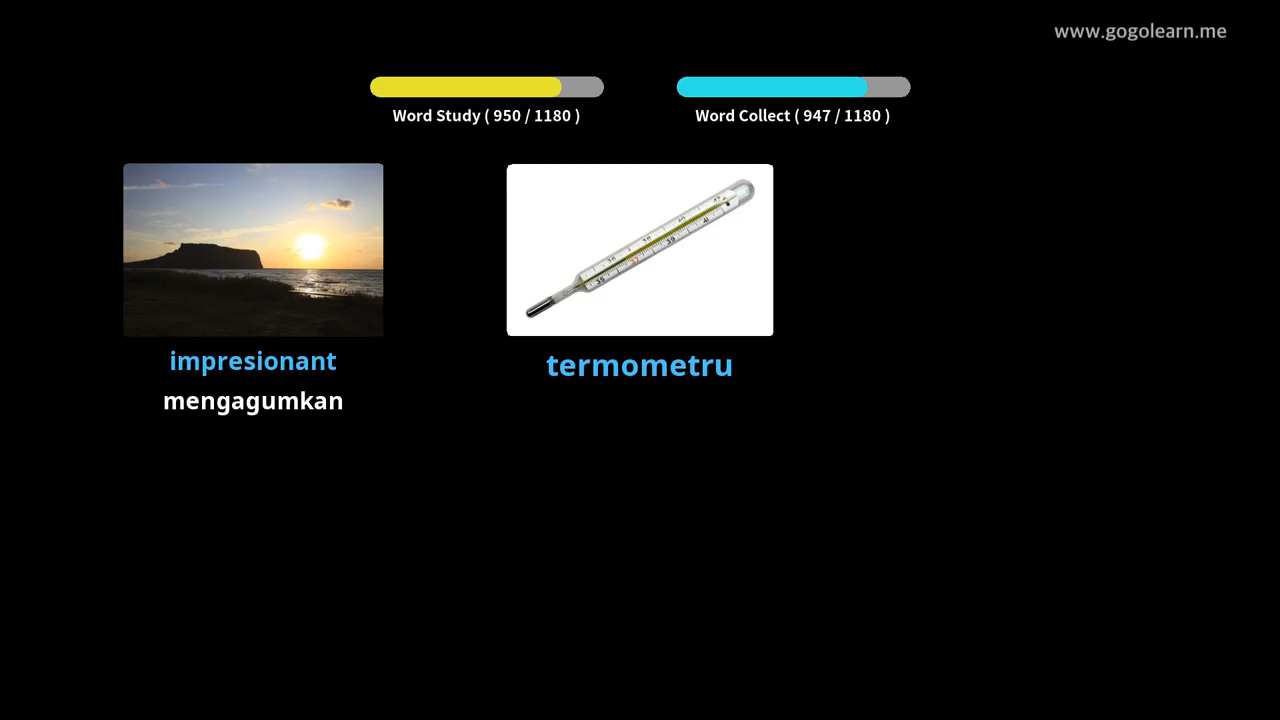 www.gogolearn.me
Word Study ( 950 / 1180 )
Word Collect ( 947 / 1180 )
impresionant
mengagumkan
termometru